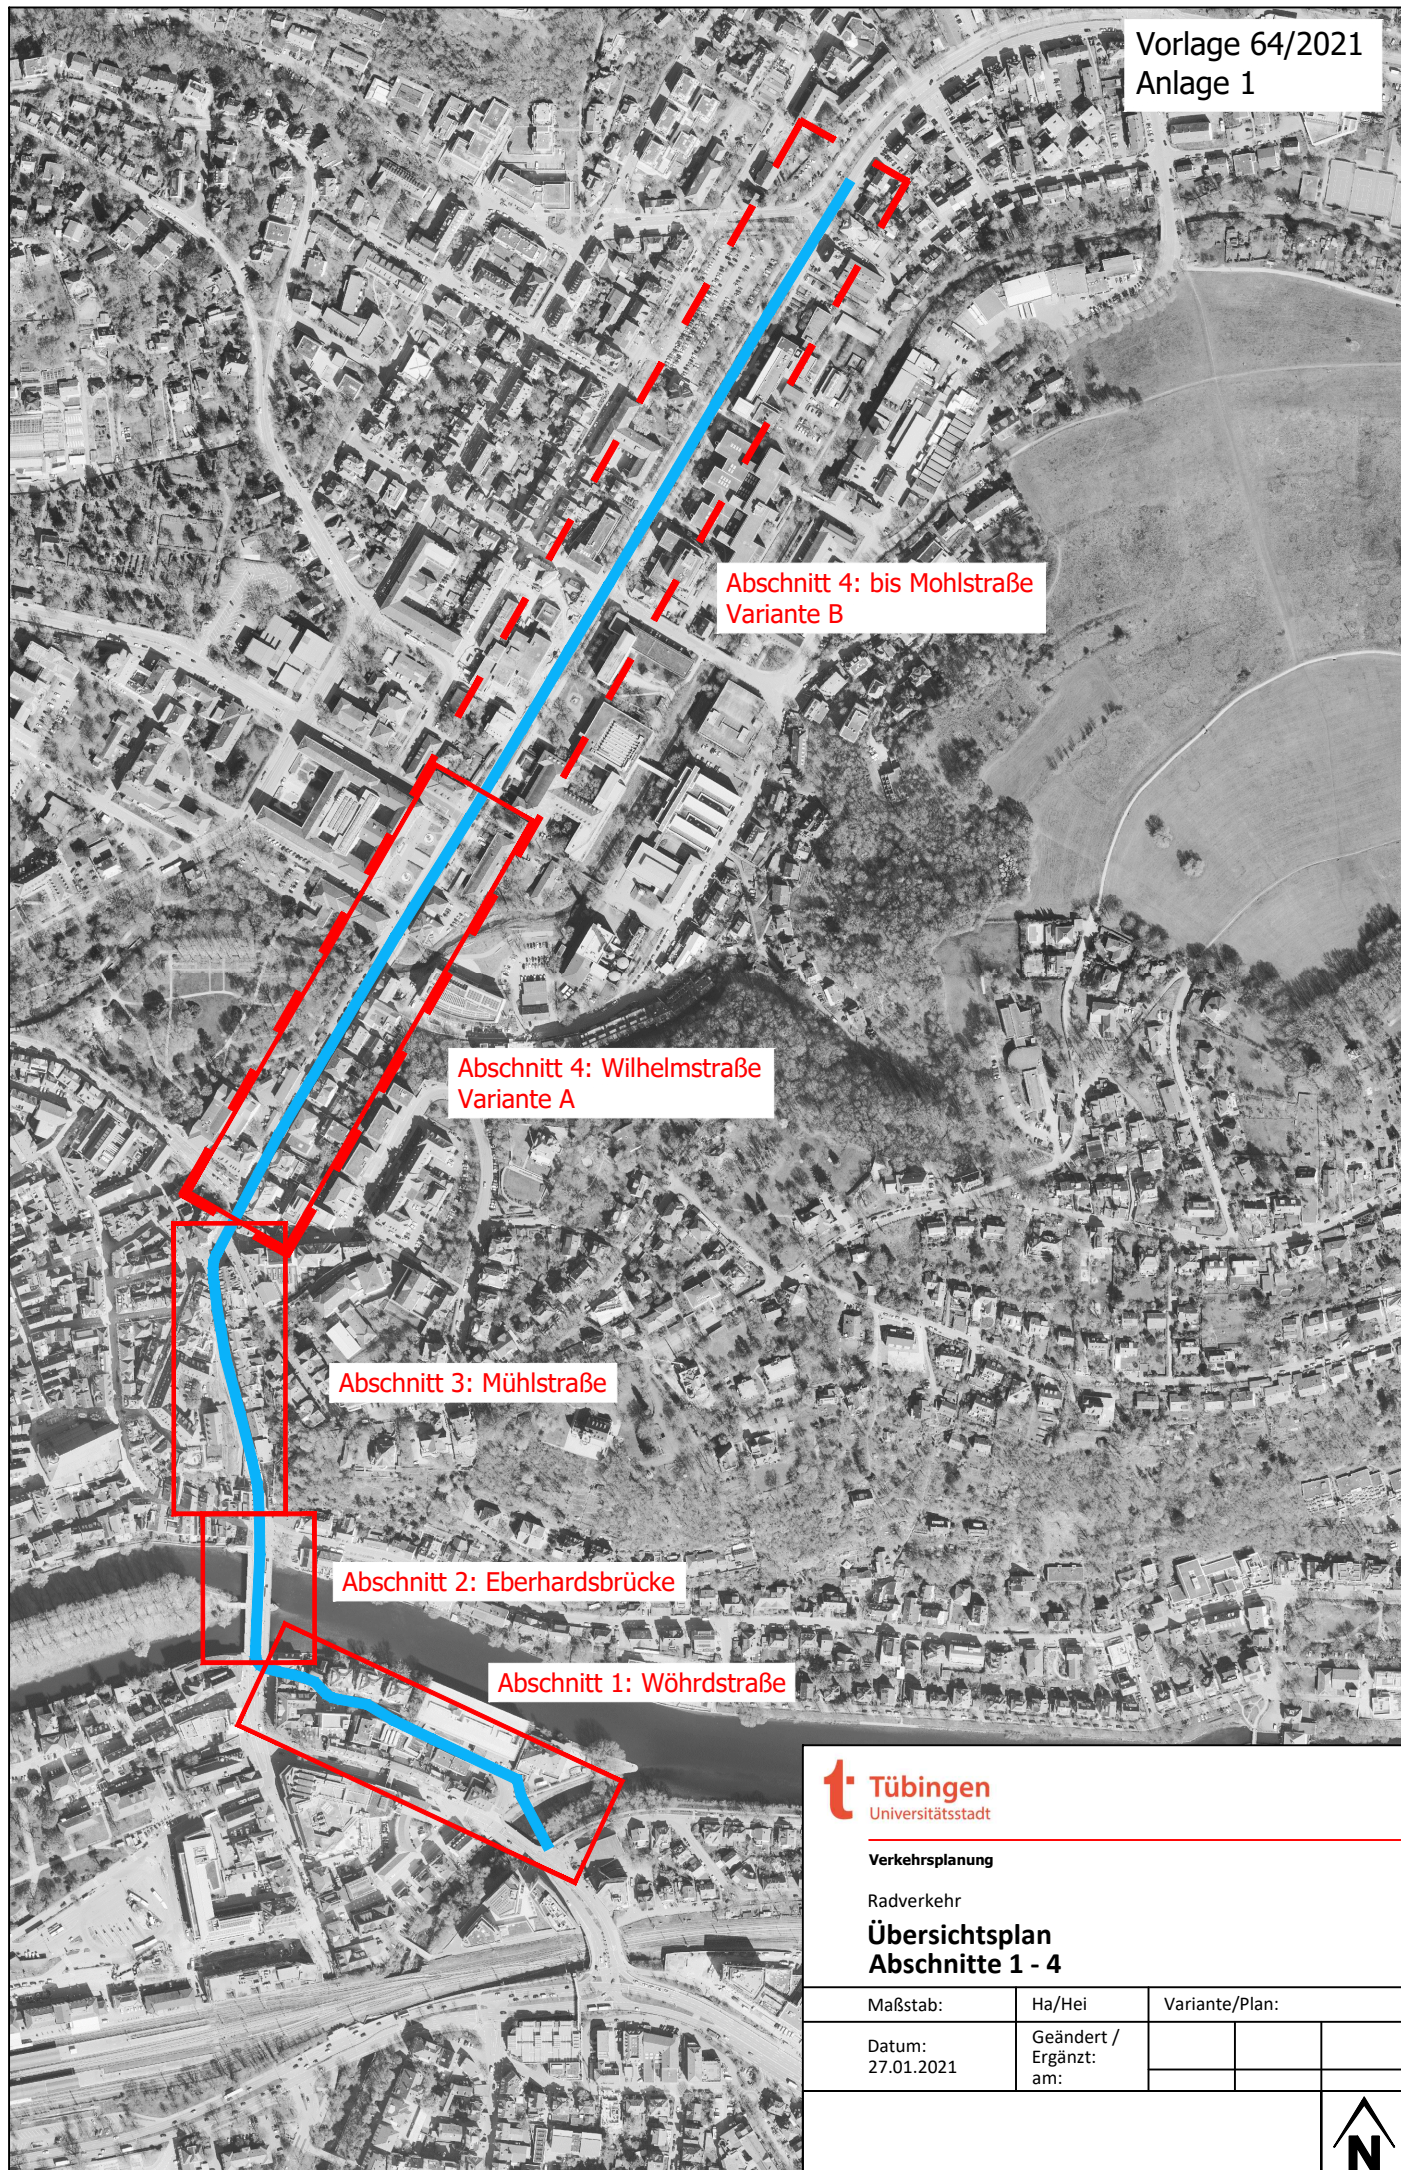 Vorlage 64/2021
Anlage 1
Abschnitt 4: bis Mohlstraße
Variante B
Abschnitt 4: Wilhelmstraße
Variante A
Abschnitt 3: Mühlstraße
Abschnitt 2: Eberhardsbrücke
Abschnitt 1: Wöhrdstraße
t Tübingen
Universitätsstadt
Verkehrsplanung
Radverkehr
Übersichtsplan
Abschnitte 1 - 4
Maßstab:
Ha/Hei
Variante/Plan:
Datum:
27.01.2021
Geändert /
Ergänzt:
am:
N